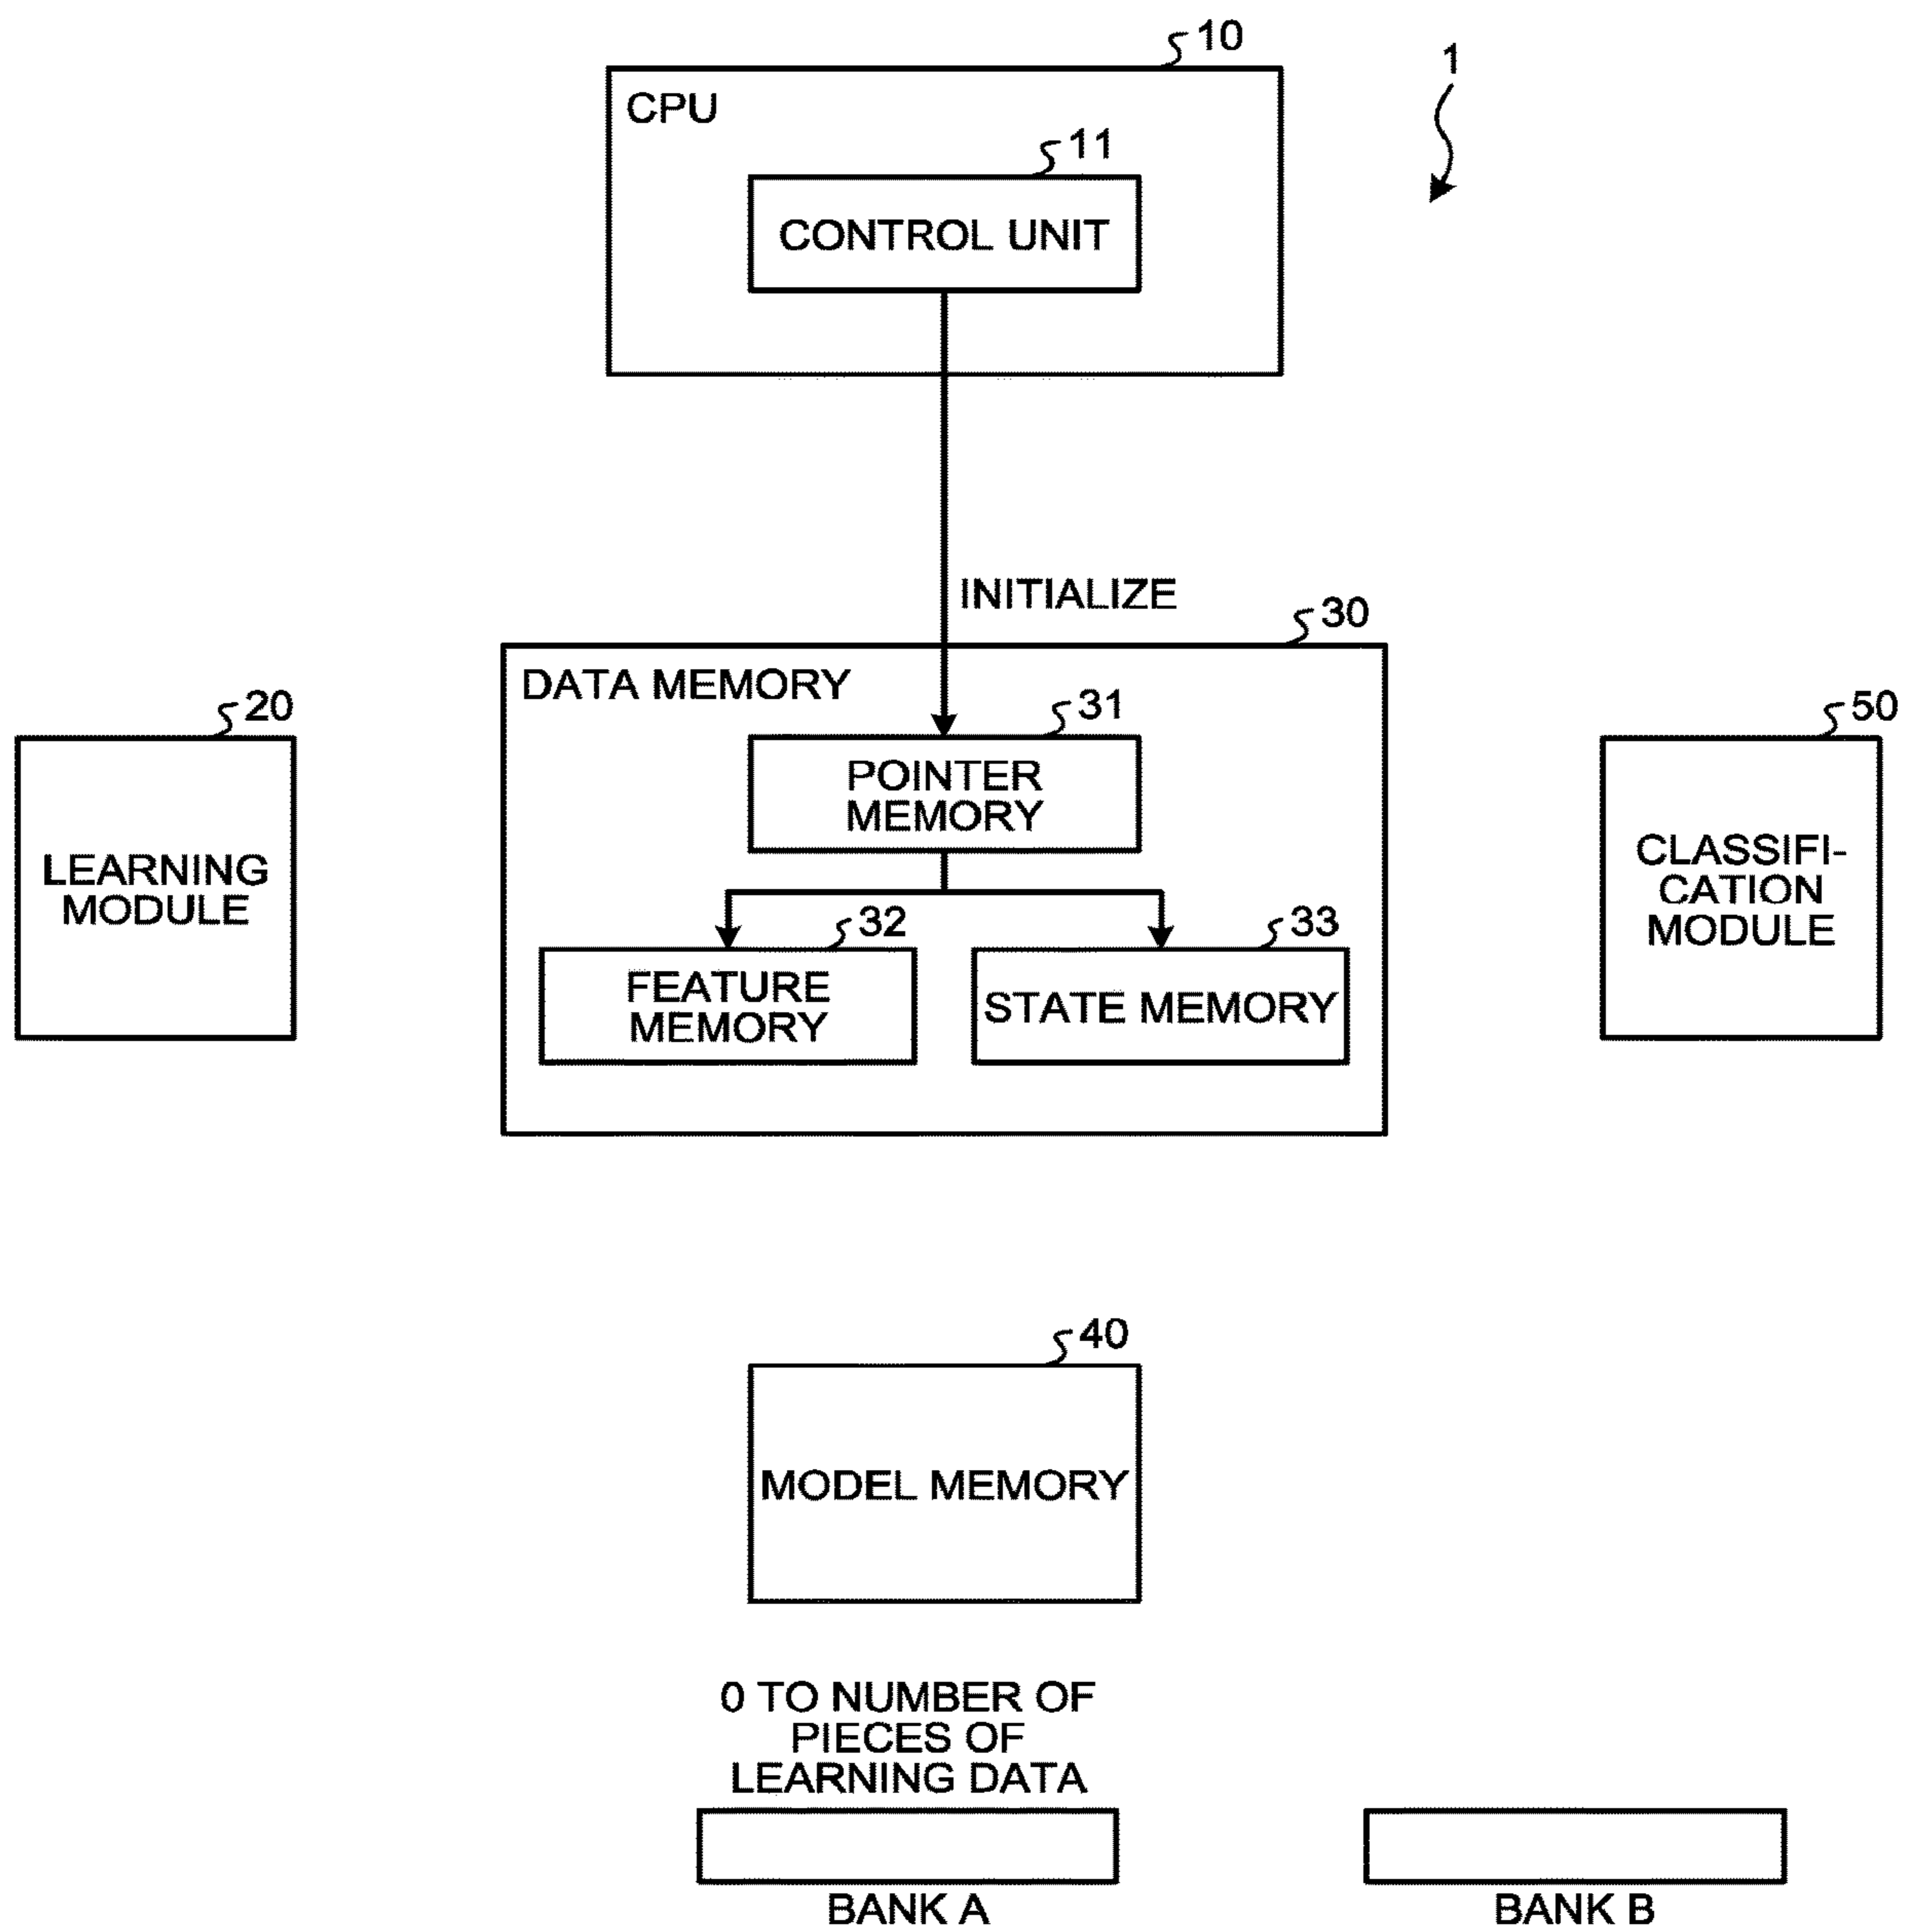 10
1
CPU
11
CONTROL UNIT
INITIALIZE
30
DATA MEMORY
20
31
50
POINTER
MEMORY
LEARNING
MODULE
CLASSIFI-
CATION
MODULE
32
33
FEATURE
MEMORY
STATE MEMORY
40
MODEL MEMORY
0 TO NUMBER OF
PIECES OF
LEARNING DATA
BANK A
BANK B